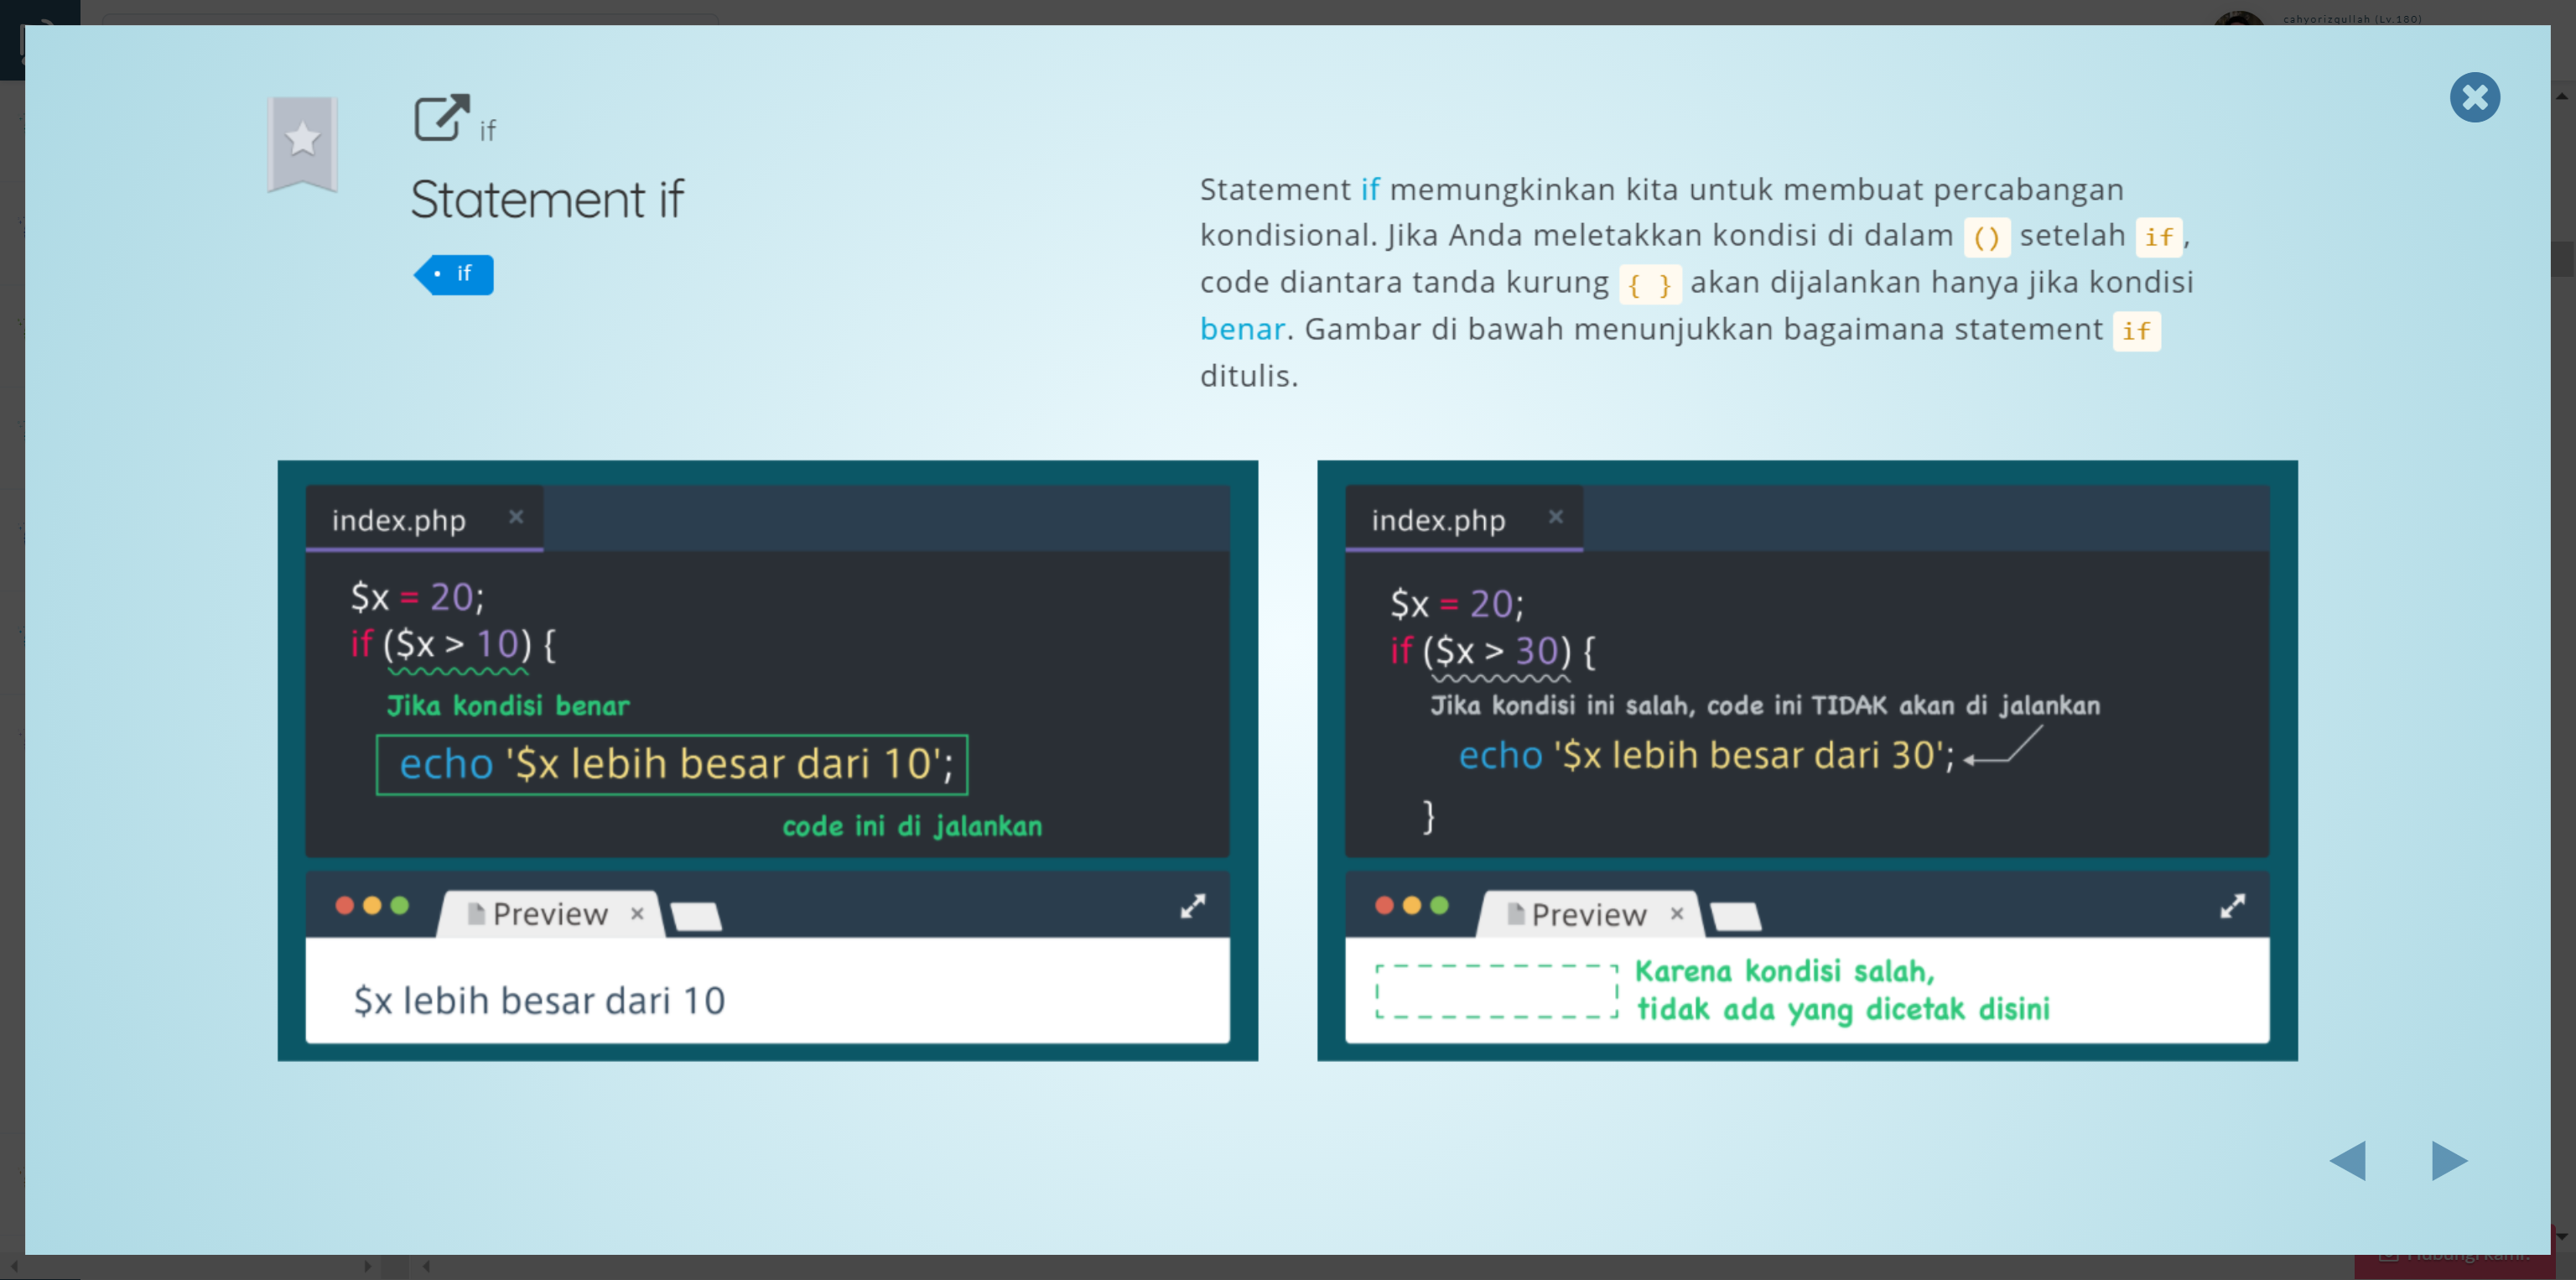 cahyorizqullah (Lv.180)
if
Statement if
if
Statement if memungkinkan kita untuk membuat percabangan
kondisional. Jika Anda meletakkan kondisi di dalam () setelah if,
code diantara tanda kurung { } akan dijalankan hanya jika kondisi
benar. Gambar di bawah menunjukkan bagaimana statement if
ditulis.
index.php
$x = 20;
if ($x > 10) {
Jika kondisi benar
echo '$x lebih besar dari 10';
code ini di jalankan
Preview
$x lebih besar dari 10
index.php
$x = 20;
if ($x > 30) {
Jika kondisi ini salah, code ini TIDAK akan di jalankan
echo '$x lebih besar dari 30';
}
Preview
Karena kondisi salah,
tidak ada yang dicetak disini